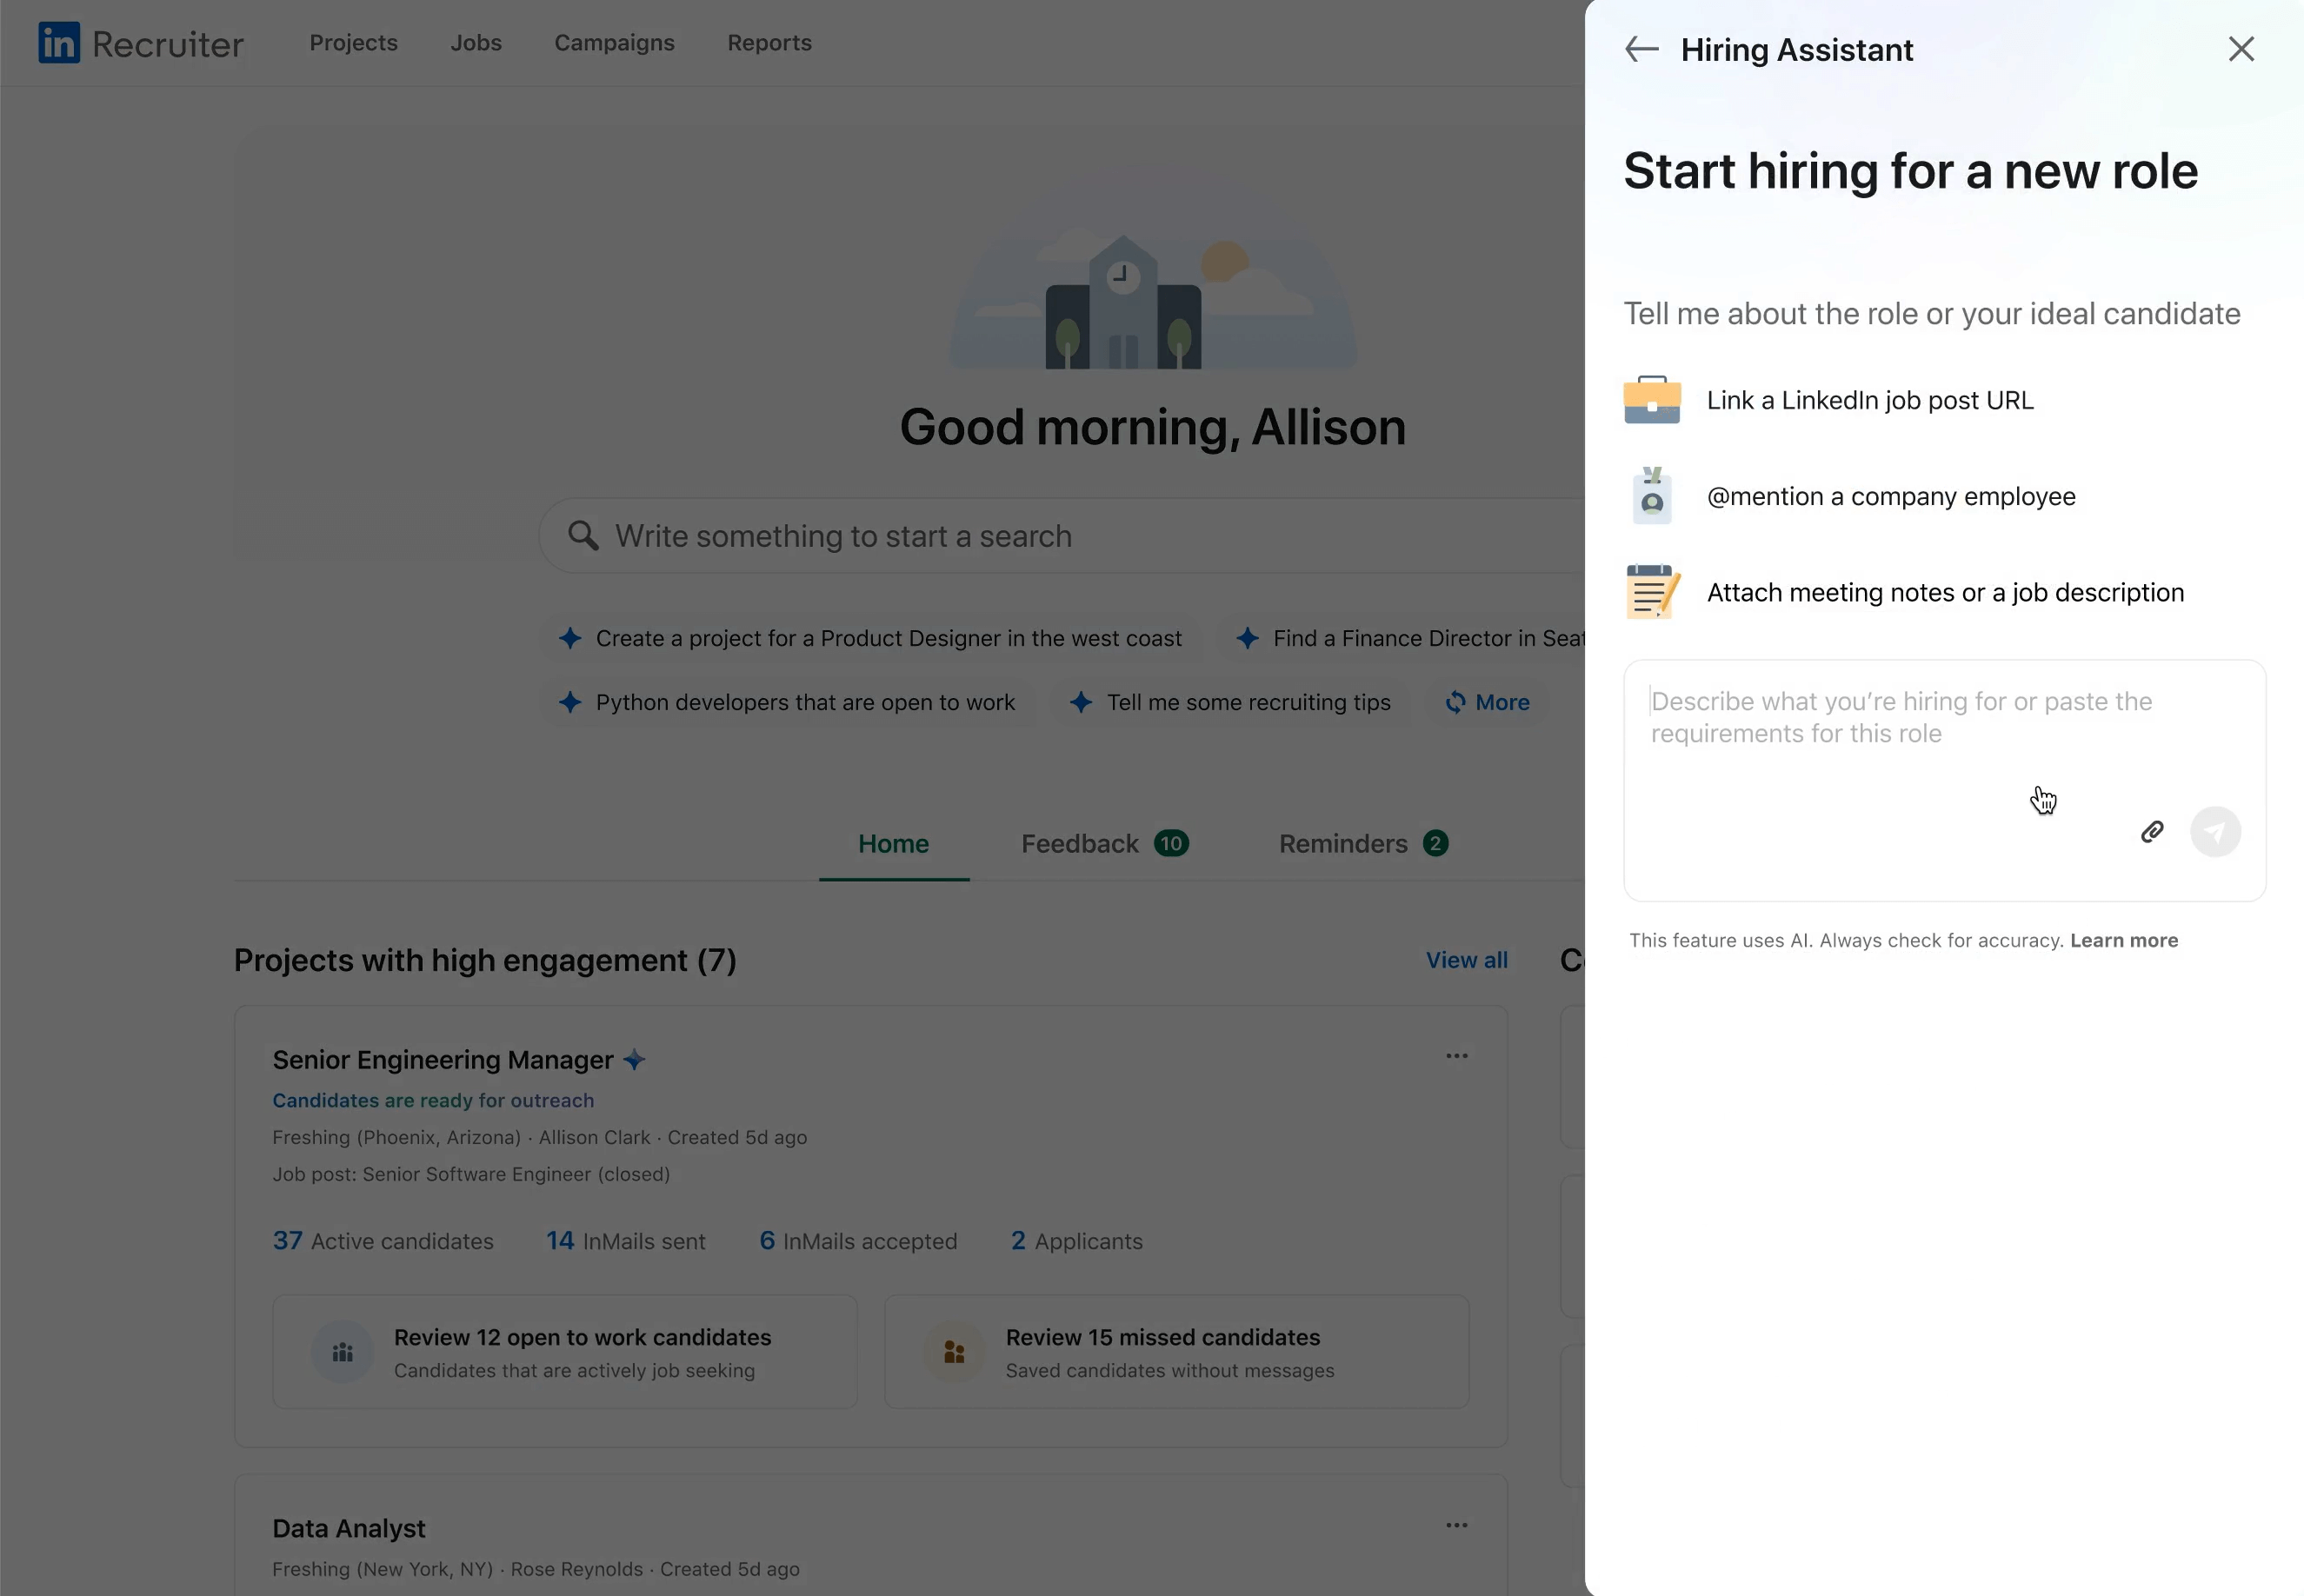 in Recruiter
Projects
Jobs
Campaigns
Reports
Good morning, Allison
Write something to start a search
Create a project for a Product Designer in the west coast
Find a Finance Director in
Python developers that are open to work
Tell me some recruiting tips
More
Home
Feedback 10
Reminders 2
Projects with high engagement (7)
View all
Senior Engineering Manager
Candidates are ready for outreach
Freshing (Phoenix, Arizona) · Allison Clark · Created 5d ago
Job post: Senior Software Engineer (closed)
37 Active candidates
14 InMails sent
6 InMails accepted
2 Applicants
Review 12 open to work candidates
Candidates that are actively job seeking
Review 15 missed candidates
Saved candidates without messages
Data Analyst
Freshing (New York, NY) · Rose Reynolds · Created 5d ago
Hiring Assistant
Start hiring for a new role
Tell me about the role or your ideal candidate
Link a LinkedIn job post URL
@mention a company employee
Attach meeting notes or a job description
Describe what you’re hiring for or paste the
requirements for this role
This feature uses AI. Always check for accuracy. Learn more